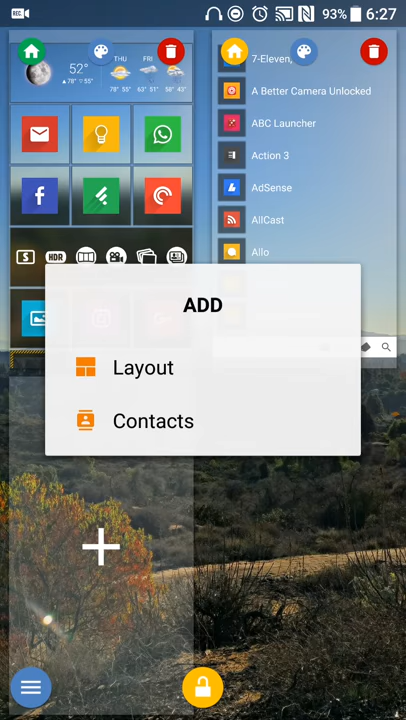 REC
93% 6:27
52°
▲78° ▽55°
THU FRI SAT
78° 55° 63° 51° 58° 43°
7-Eleven,
A Better Camera Unlocked
ABC Launcher
Action 3
AdSense
AllCast
Allo
S HDR
ADD
Layout
Contacts